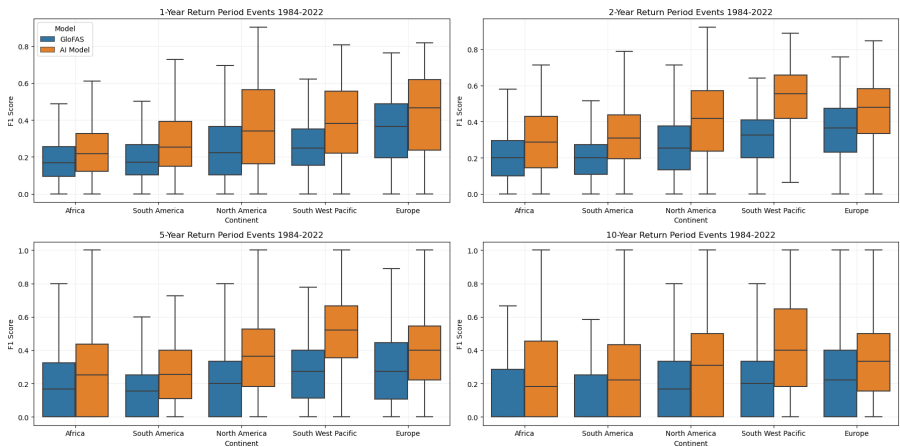 1-Year Return Period Events 1984-2022
F1 Score
0.8
0.6
0.4
0.2
0.0
Model
GloFAS
AI Model
Africa
South America
North America
South West Pacific
Europe
Continent
2-Year Return Period Events 1984-2022
F1 Score
0.8
0.6
0.4
0.2
0.0
Africa
South America
North America
South West Pacific
Europe
Continent
5-Year Return Period Events 1984-2022
F1 Score
1.0
0.8
0.6
0.4
0.2
0.0
Africa
South America
North America
South West Pacific
Europe
Continent
10-Year Return Period Events 1984-2022
F1 Score
1.0
0.8
0.6
0.4
0.2
0.0
Africa
South America
North America
South West Pacific
Europe
Continent